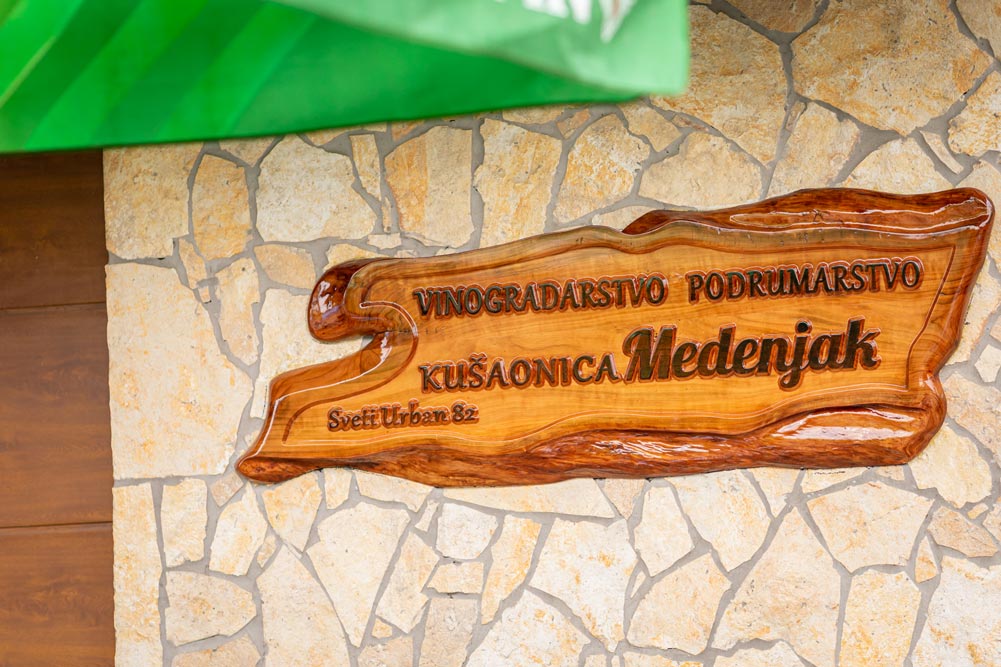 VINOGRADARSTVO PODRUMARSTVO
KUŠAONICA Medenjak
Sveti Urban 82